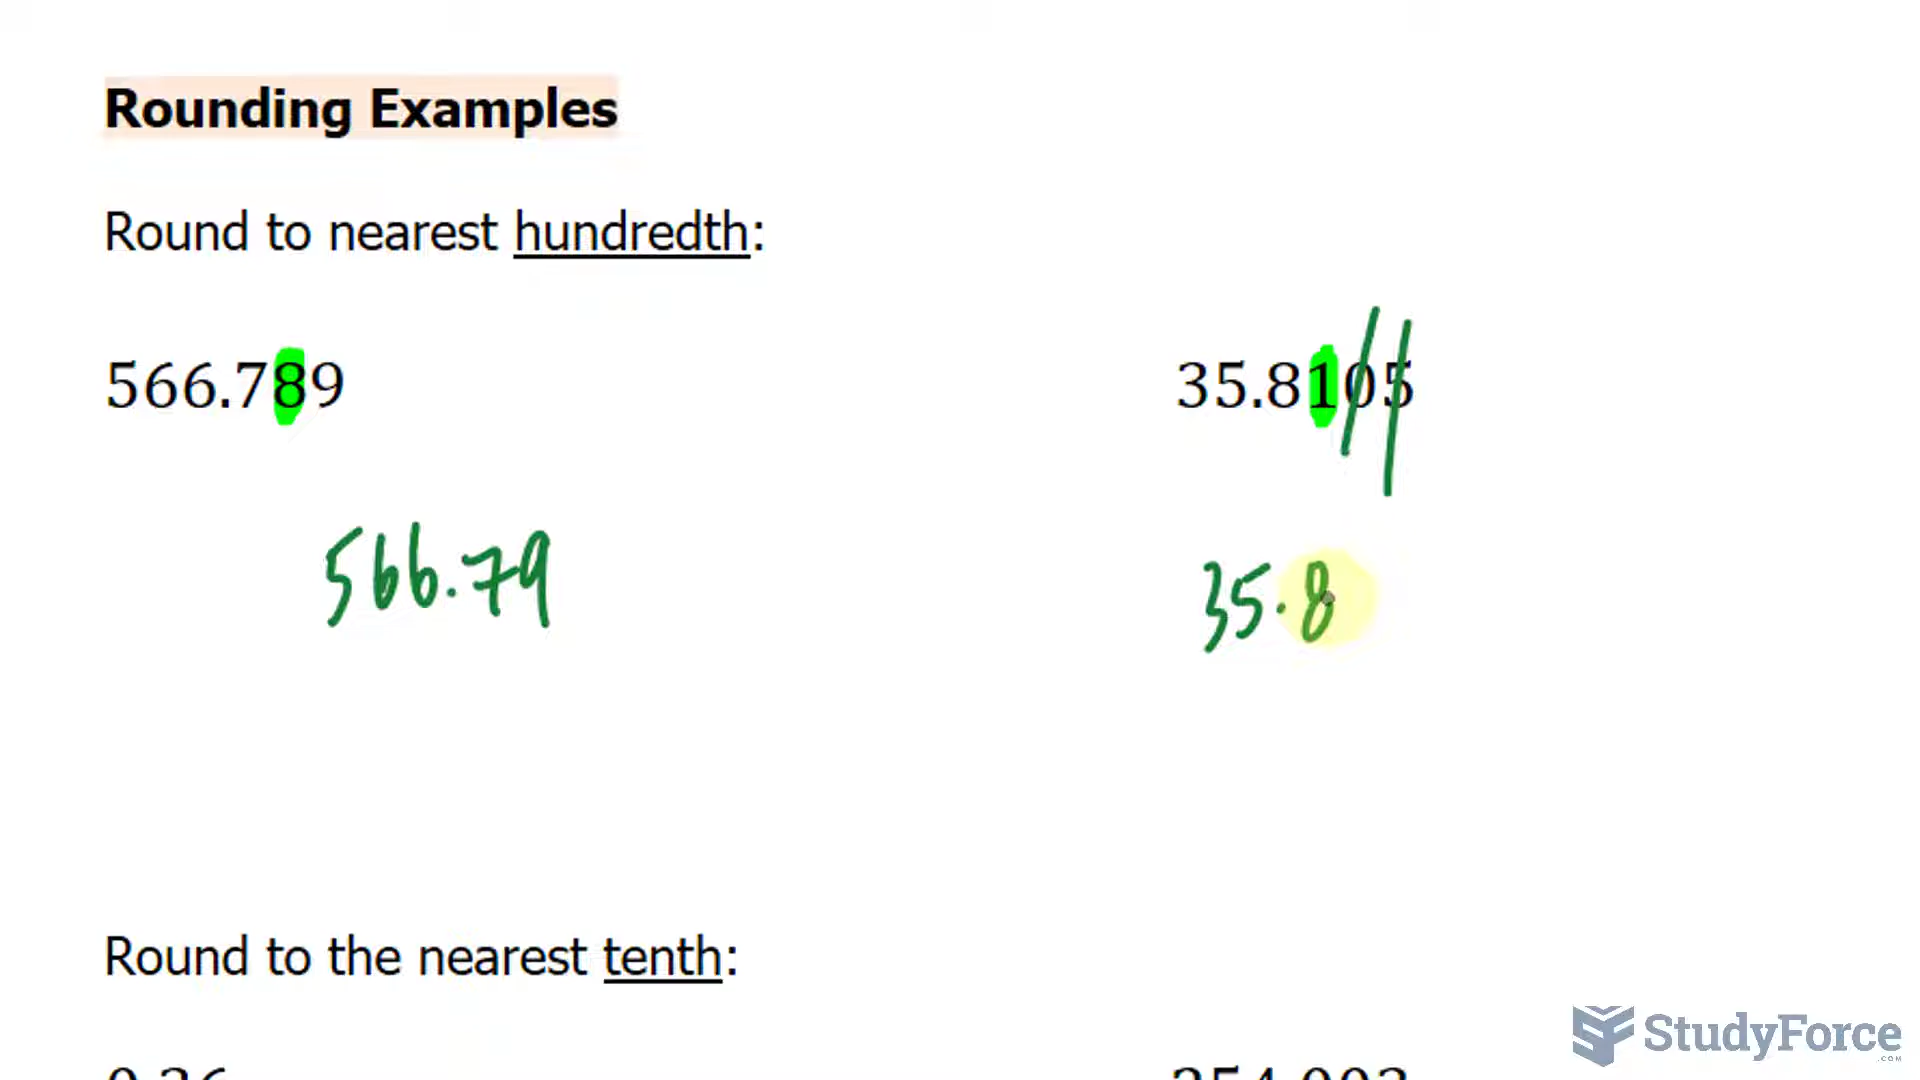 Rounding Examples
Round to nearest hundredth:
566.789 35.8105
566.79 35.8
Round to the nearest tenth:
StudyForce
.COM